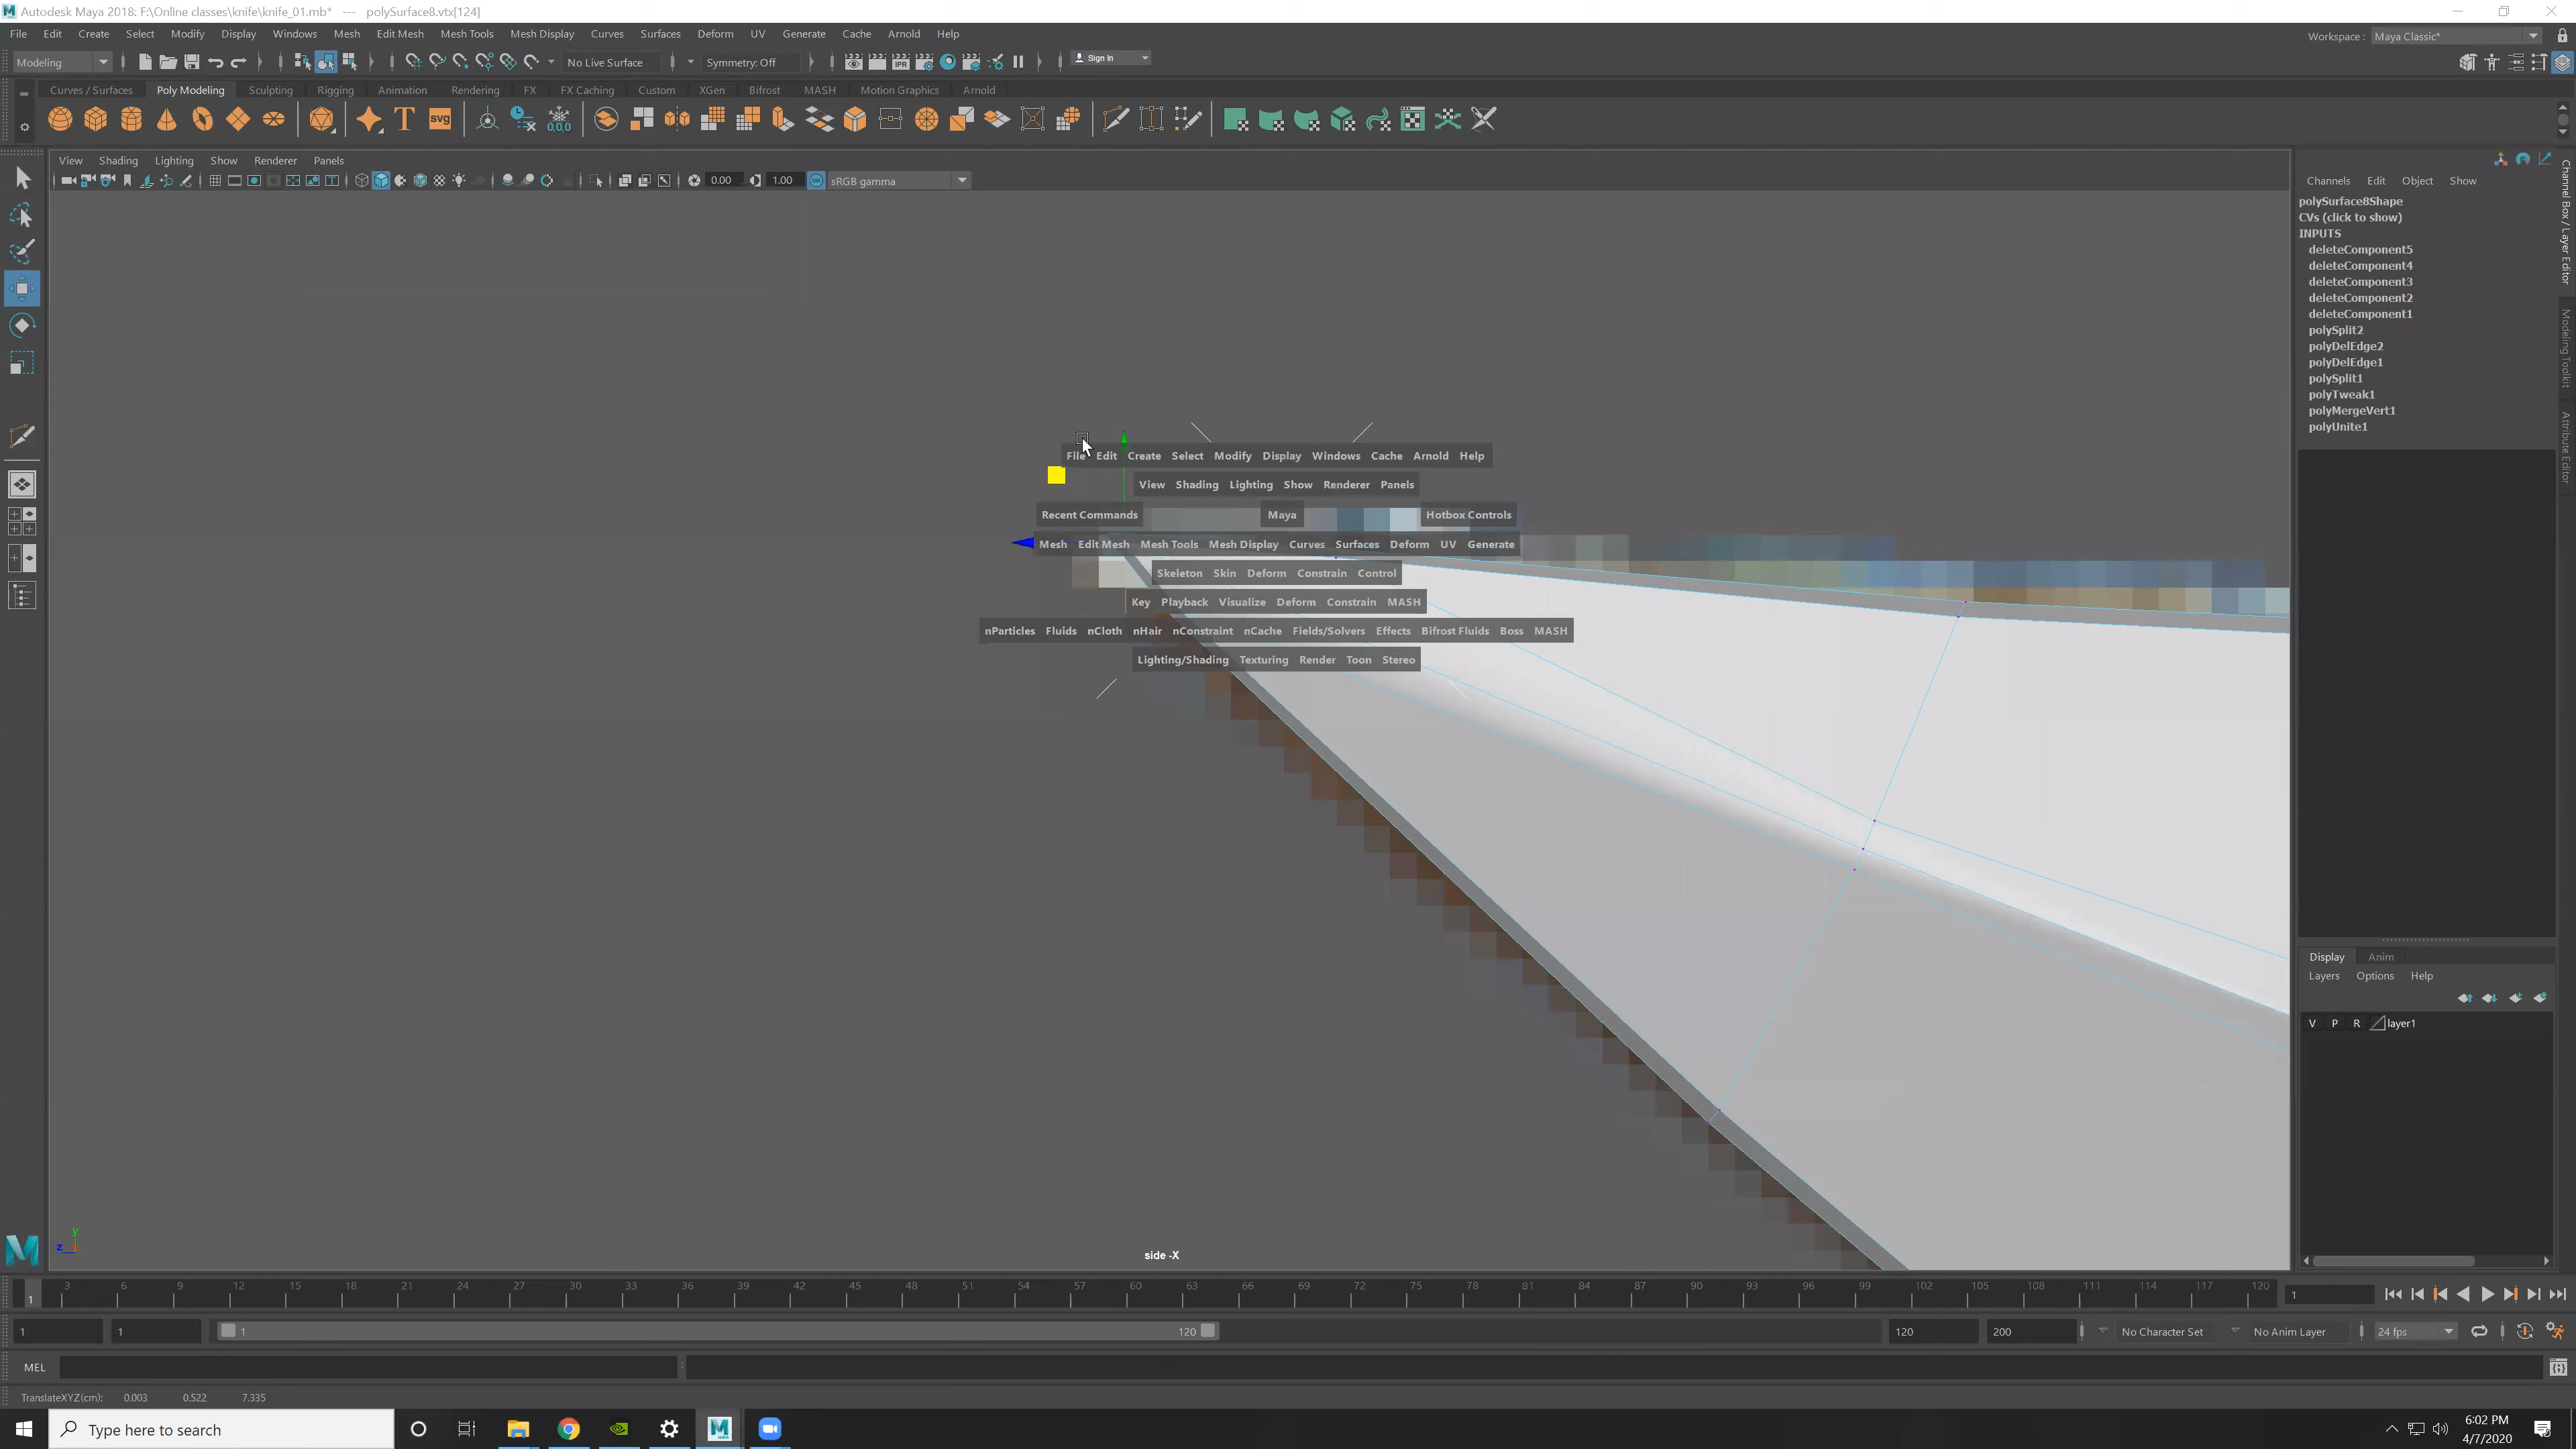 Autodesk Maya 2018: F:\Online classes\knife\knife_01.mb* --- polySurface8.vtx[124]
File Edit Create Select Modify Display Windows Mesh Edit Mesh Mesh Tools Mesh Display Curves Surfaces Deform UV Generate Cache Arnold Help
Workspace : Maya Classic*
Modeling
No Live Surface
Symmetry: Off
Sign In
Curves / Surfaces Poly Modeling Sculpting Rigging Animation Rendering FX FX Caching Custom XGen Bifrost MASH Motion Graphics Arnold
View Shading Lighting Show Renderer Panels
0.00 1.00 sRGB gamma
Channels Edit Object Show
polySurface8Shape
CVs (click to show)
INPUTS
deleteComponent5
deleteComponent4
deleteComponent3
deleteComponent2
deleteComponent1
polySplit2
polyDelEdge2
polyDelEdge1
polySplit1
polyTweak1
polyMergeVert1
polyUnite1
Channel Box / Layer Editor
Modeling Toolkit
Attribute Editor
File Edit Create Select Modify Display Windows Cache Arnold Help
View Shading Lighting Show Renderer Panels
Recent Commands Maya Hotbox Controls
Mesh Edit Mesh Mesh Tools Mesh Display Curves Surfaces Deform UV Generate
Skeleton Skin Deform Constrain Control
Key Playback Visualize Deform Constrain MASH
nParticles Fluids nCloth nHair nConstraint nCache Fields/Solvers Effects Bifrost Fluids Boss MASH
Lighting/Shading Texturing Render Toon Stereo
Display Anim
Layers Options Help
V P R layer1
y
z
side -X
3 6 9 12 15 18 21 24 27 30 33 36 39 42 45 48 51 54 57 60 63 66 69 72 75 78 81 84 87 90 93 96 99 102 105 108 111 114 117 120
1
1
1 1 1 120 120 200 No Character Set No Anim Layer 24 fps
MEL
TranslateXYZ(cm): 0.003 0.522 7.335
Type here to search
6:02 PM
4/7/2020